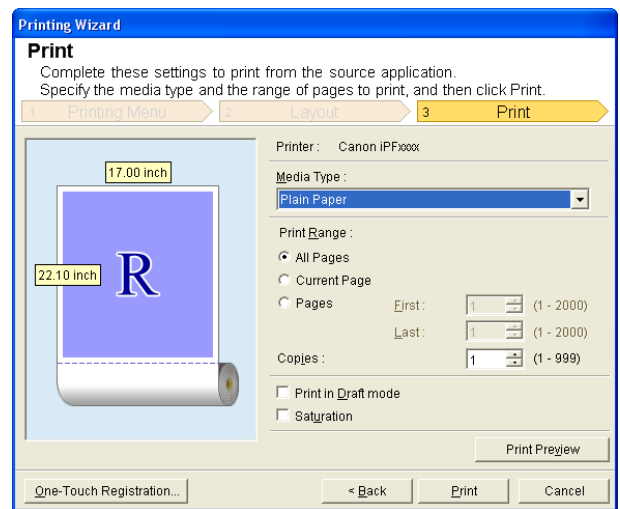 Printing Wizard
Print
Complete these settings to print from the source application.
Specify the media type and the range of pages to print, and then click Print.
1 Printing Menu 2 Layout 3 Print
Printer : Canon iPFxxxx
17.00 inch
22.10 inch
R
Media Type :
Plain Paper
Print Range :
All Pages
Current Page
Pages First : 1 (1 - 2000)
Last : 1 (1 - 2000)
Copies : 1 (1 - 999)
Print in Draft mode
Saturation
Print Preview
One-Touch Registration... < Back Print Cancel